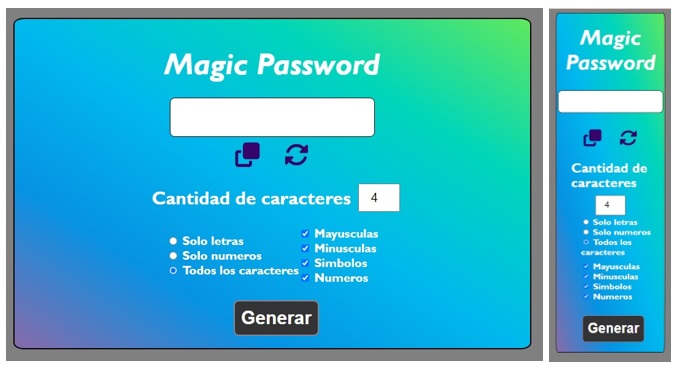 Magic Password
Cantidad de caracteres 4
Solo letras
Solo numeros
Todos los caracteres
Mayusculas
Minusculas
Simbolos
Numeros
Generar
Magic
Password
Cantidad de
caracteres
4
Solo letras
Solo numeros
Todos los
caracteres
Mayusculas
Minusculas
Simbolos
Numeros
Generar